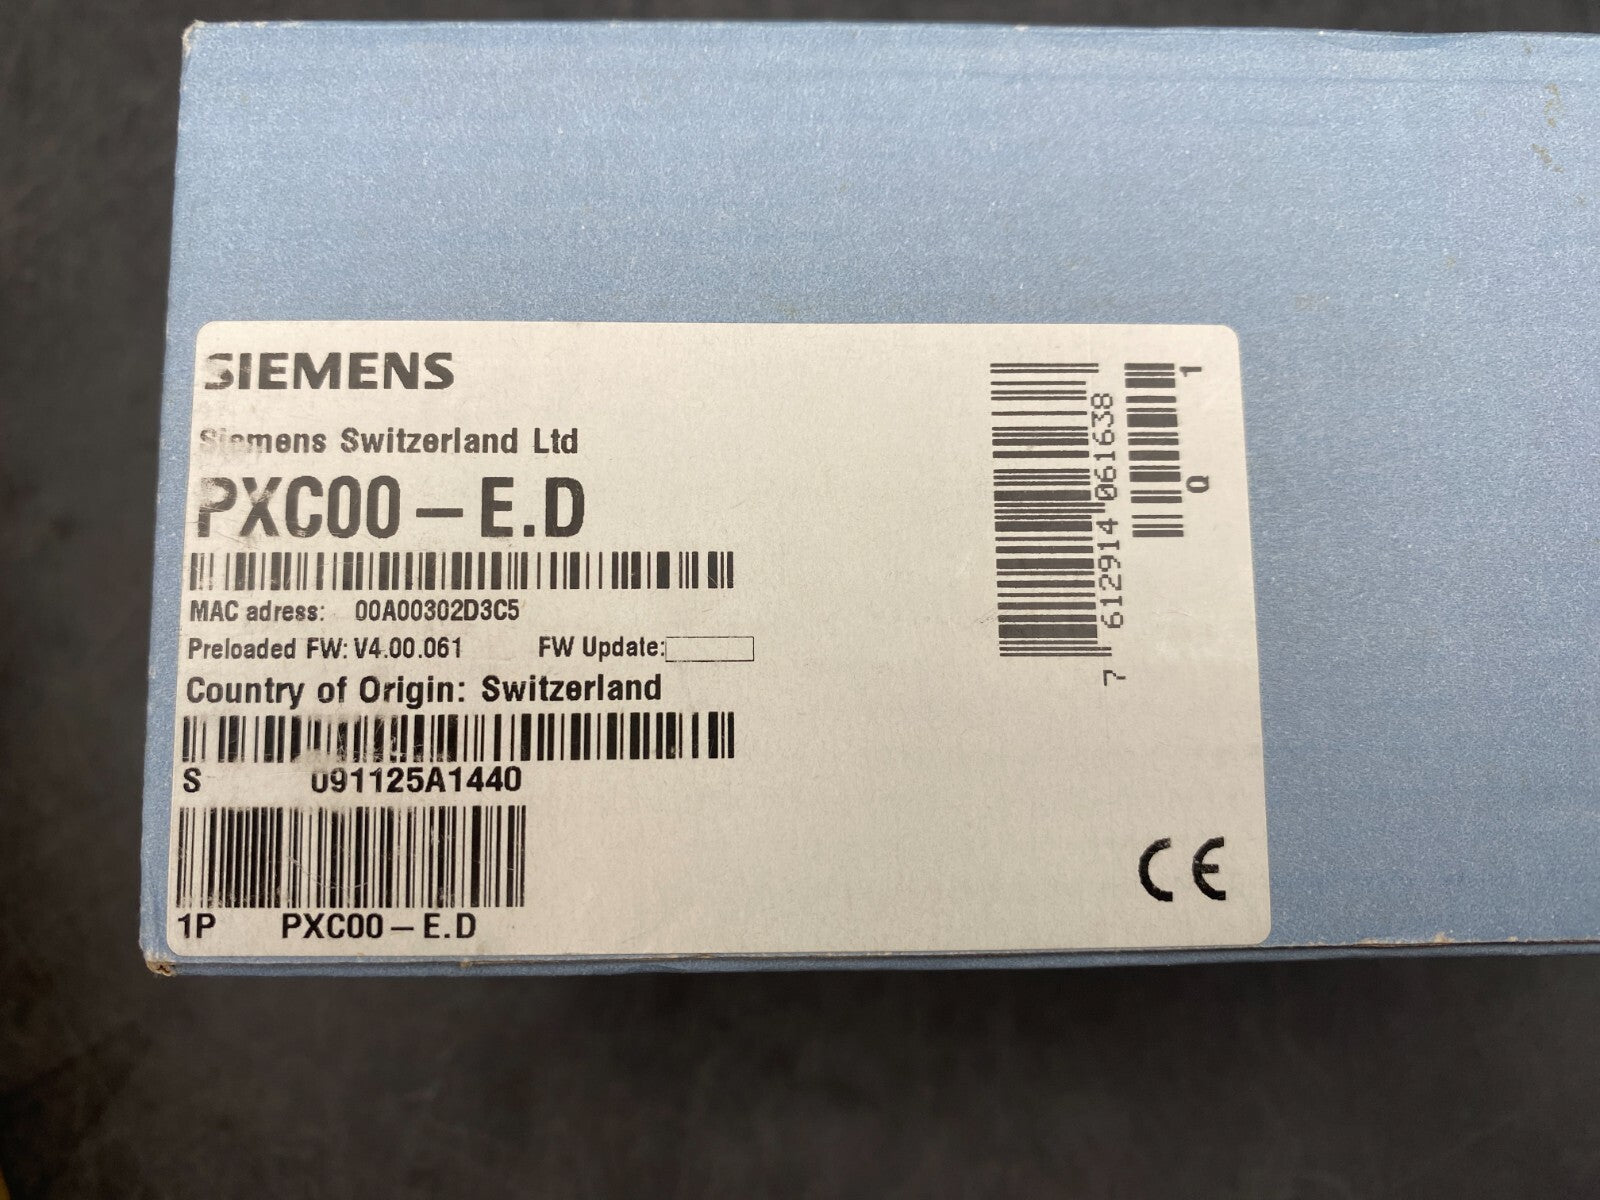 SIEMENS
Siemens Switzerland Ltd
PXC00-E.D
MAC adress: 00A00302D3C5
Preloaded FW: V4.00.061 FW Update:
Country of Origin: Switzerland
S 091125A1440
1P PXC00-E.D
7 612914 061638
Q 1
CE